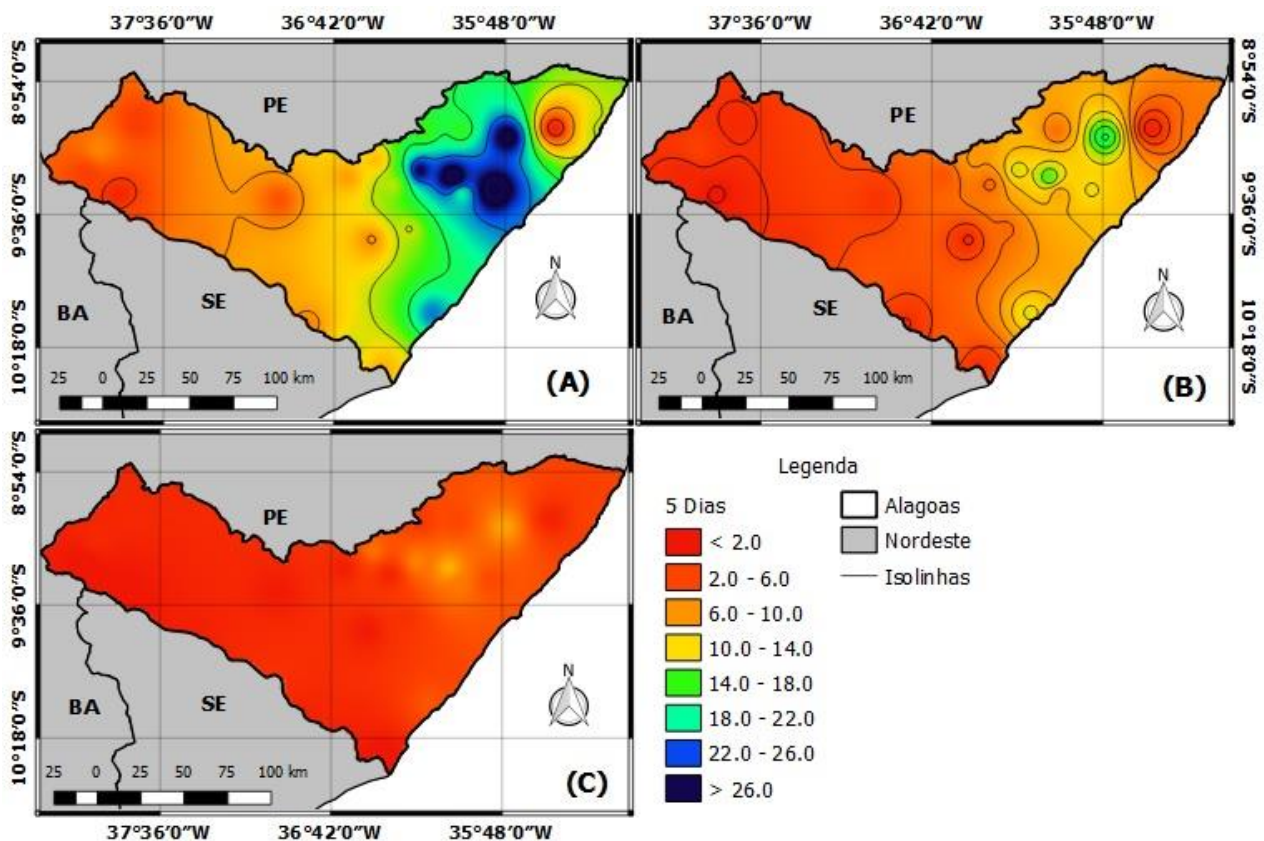 37°36′0″W 36°42′0″W 35°48′0″W 37°36′0″W 36°42′0″W 35°48′0″W
8°54′0″S 9°36′0″S 10°18′0″S
PE
BA SE
N
25 0 25 50 75 100 km
(A)
PE
BA SE
N
25 0 25 50 75 100 km
(B)
8°54′0″S 9°36′0″S 10°18′0″S
8°54′0″S 9°36′0″S 10°18′0″S
PE
BA SE
N
25 0 25 50 75 100 km
(C)
37°36′0″W 36°42′0″W 35°48′0″W
Legenda
5 Dias
< 2.0
2.0 - 6.0
6.0 - 10.0
10.0 - 14.0
14.0 - 18.0
18.0 - 22.0
22.0 - 26.0
> 26.0
Alagoas
Nordeste
Isolinhas